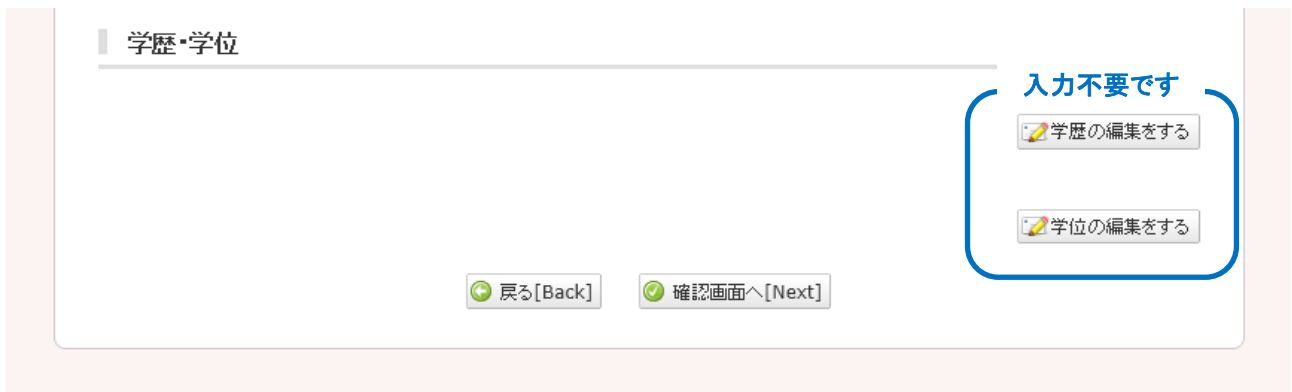 学歴・学位
入力不要です
学歴の編集をする
学位の編集をする
戻る[Back]
確認画面へ[Next]